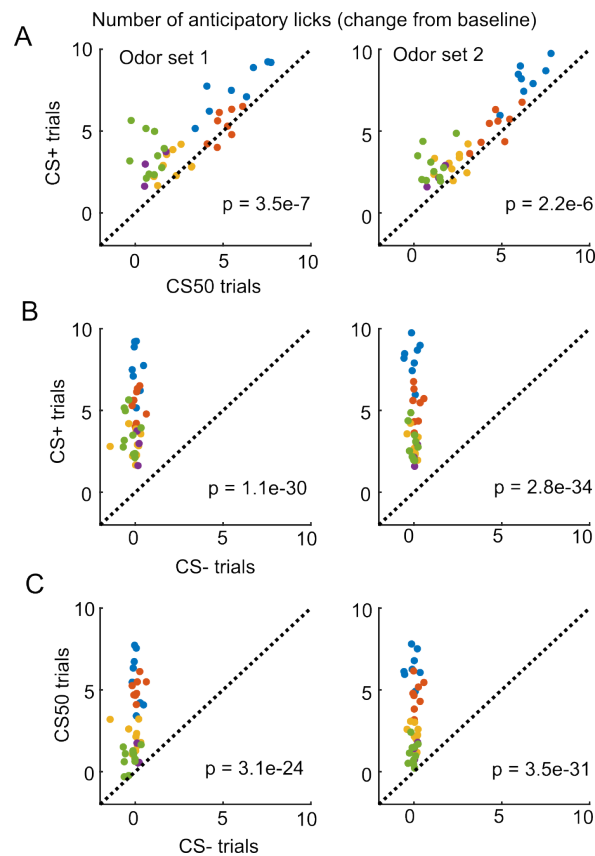 Number of anticipatory licks (change from baseline)
A
Odor set 1
Odor set 2
CS+ trials
10
5
0
p = 3.5e-7
0
5
10
CS50 trials
10
5
0
p = 2.2e-6
0
5
10
B
CS+ trials
10
5
0
p = 1.1e-30
0
5
10
CS- trials
10
5
0
p = 2.8e-34
0
5
10
C
CS50 trials
10
5
0
p = 3.1e-24
0
5
10
CS- trials
10
5
0
p = 3.5e-31
0
5
10